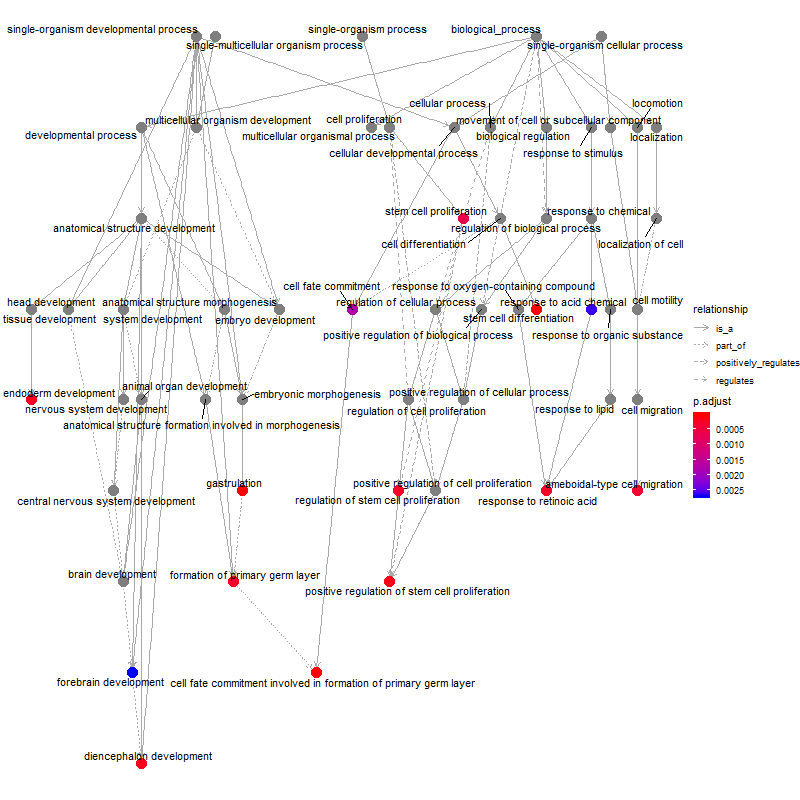 single-organism developmental process
single-organism process
biological_process
single-multicellular organism process
single-organism cellular process
cellular process
locomotion
multicellular organism development
cell proliferation
movement of cell or subcellular component
developmental process
multicellular organismal process
biological regulation
localization
cellular developmental process
response to stimulus
stem cell proliferation
response to chemical
anatomical structure development
regulation of biological process
cell differentiation
localization of cell
cell fate commitment
response to oxygen-containing compound
head development
anatomical structure morphogenesis
regulation of cellular process
response to acid chemical
cell motility
tissue development
system development
embryo development
stem cell differentiation
positive regulation of biological process
response to organic substance
endoderm development
animal organ development
embryonic morphogenesis
positive regulation of cellular process
nervous system development
regulation of cell proliferation
response to lipid
cell migration
anatomical structure formation involved in morphogenesis
gastrulation
positive regulation of cell proliferation
ameboidal-type cell migration
central nervous system development
regulation of stem cell proliferation
response to retinoic acid
brain development
formation of primary germ layer
positive regulation of stem cell proliferation
forebrain development
cell fate commitment involved in formation of primary germ layer
diencephalon development
relationship
is_a
part_of
positively_regulates
regulates
p.adjust
0.0005
0.0010
0.0015
0.0020
0.0025